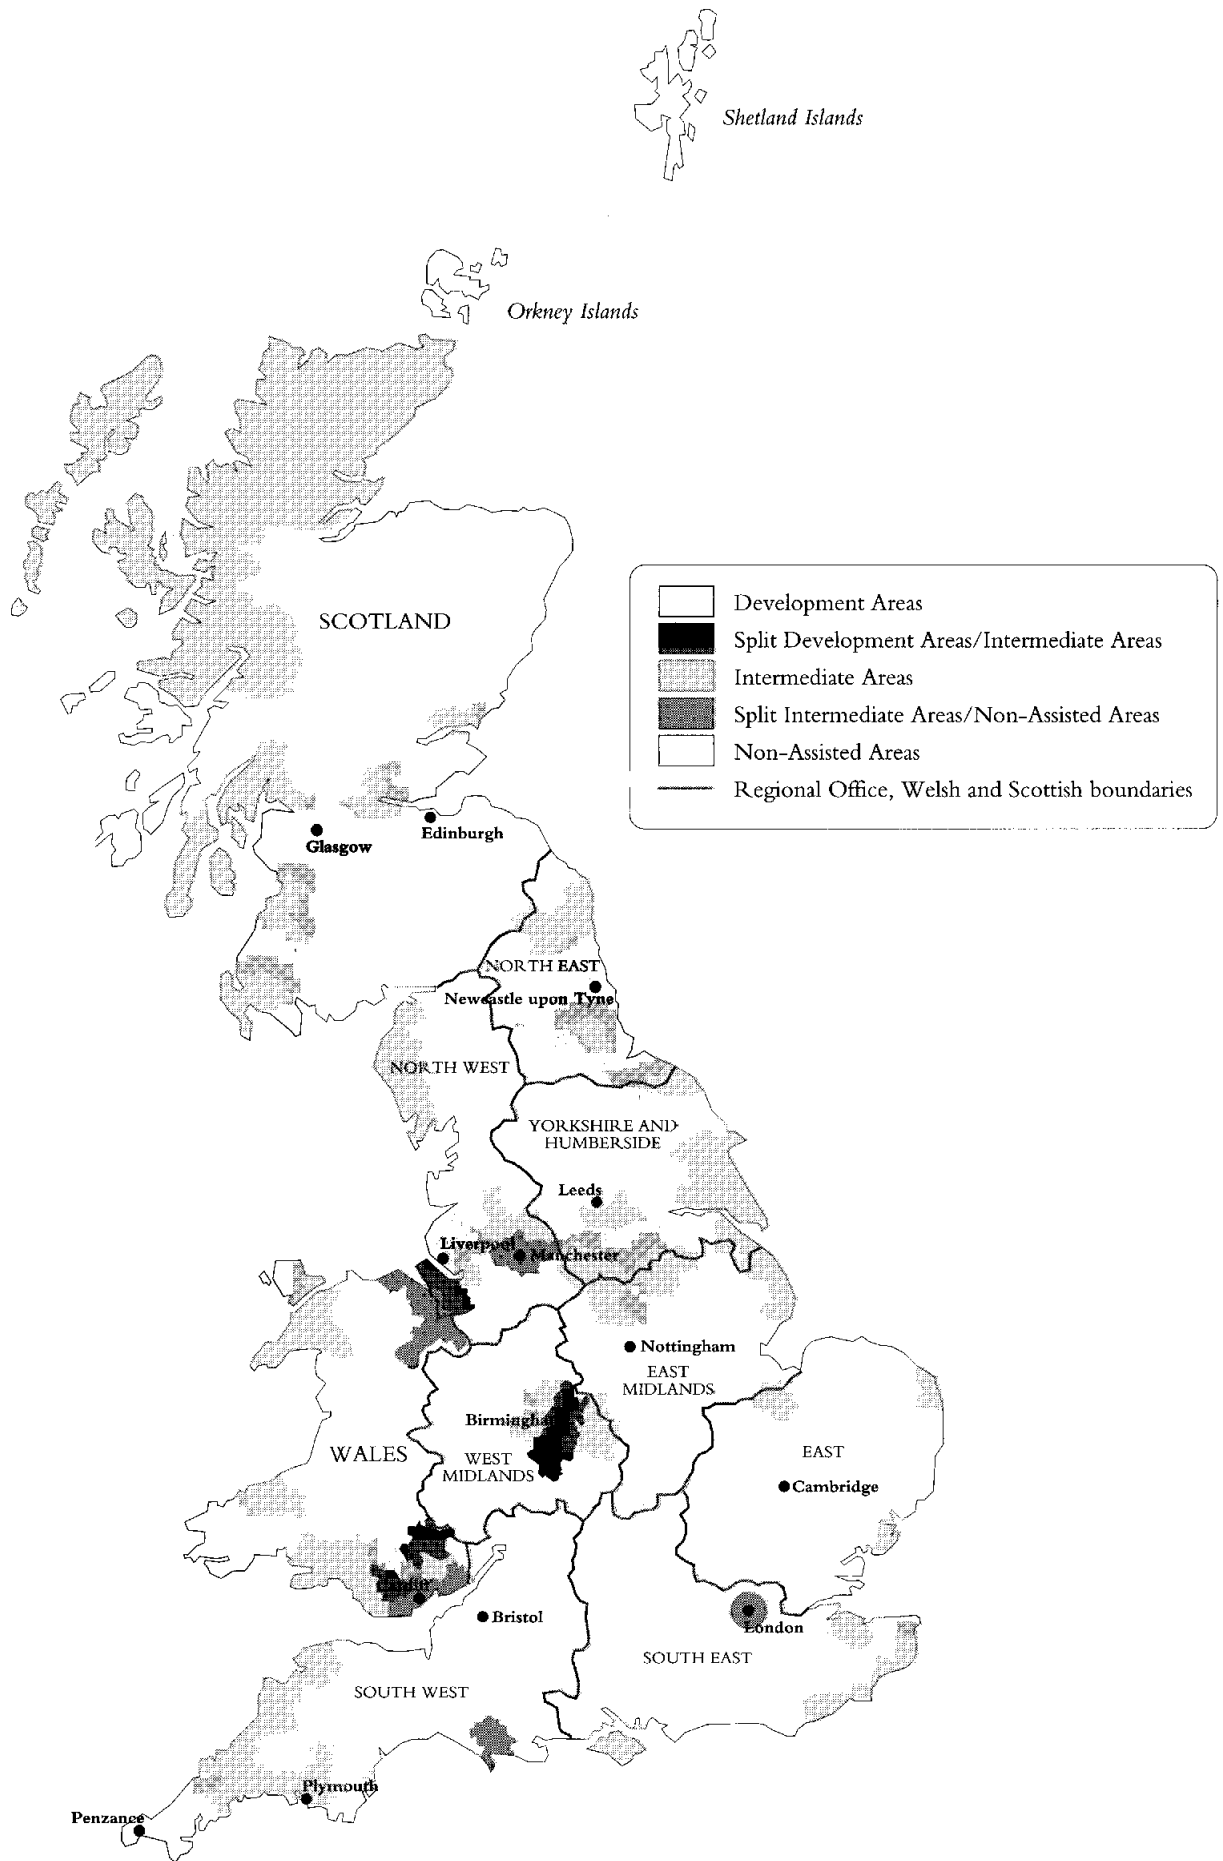 Shetland Islands
Orkney Islands
SCOTLAND
Development Areas
Split Development Areas/Intermediate Areas
Intermediate Areas
Split Intermediate Areas/Non-Assisted Areas
Non-Assisted Areas
Regional Office, Welsh and Scottish boundaries
Edinburgh
Glasgow
NORTH EAST
Newcastle upon Tyne
NORTH WEST
YORKSHIRE AND
HUMBERSIDE
Leeds
Liverpool
Manchester
Nottingham
EAST
MIDLANDS
Birmingham
WALES
WEST
MIDLANDS
EAST
Cambridge
Cardiff
Bristol
London
SOUTH EAST
SOUTH WEST
Plymouth
Penzance